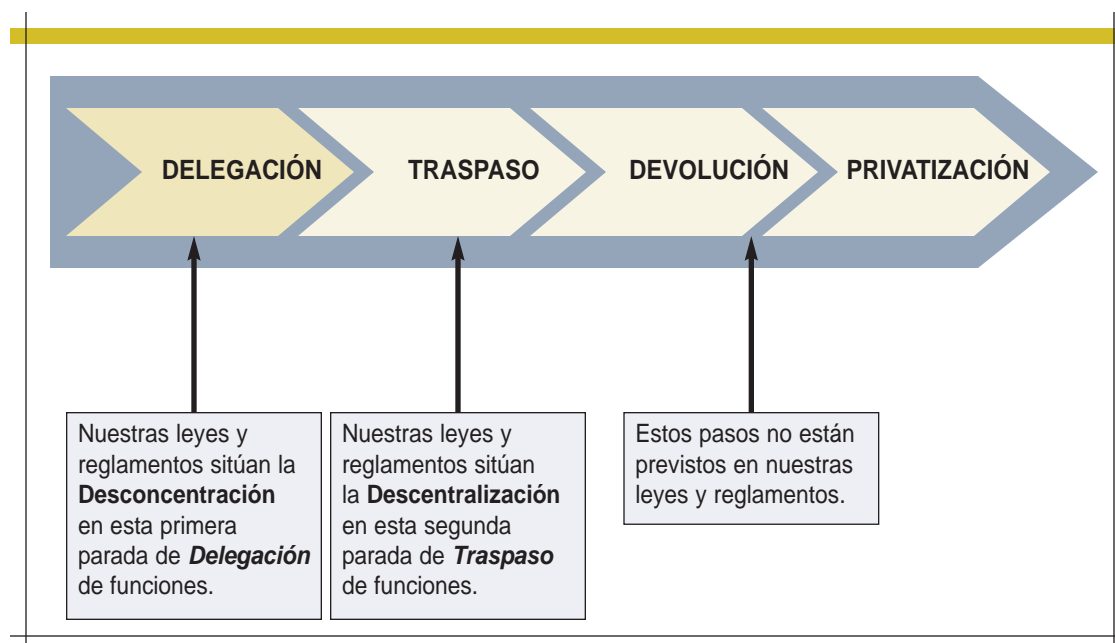 DELEGACIÓN
TRASPASO
DEVOLUCIÓN
PRIVATIZACIÓN
Nuestras leyes y
reglamentos sitúan la
Desconcentración
en esta primera
parada de Delegación
de funciones.
Nuestras leyes y
reglamentos sitúan
la Descentralización
en esta segunda
parada de Traspaso
de funciones.
Estos pasos no están
previstos en nuestras
leyes y reglamentos.